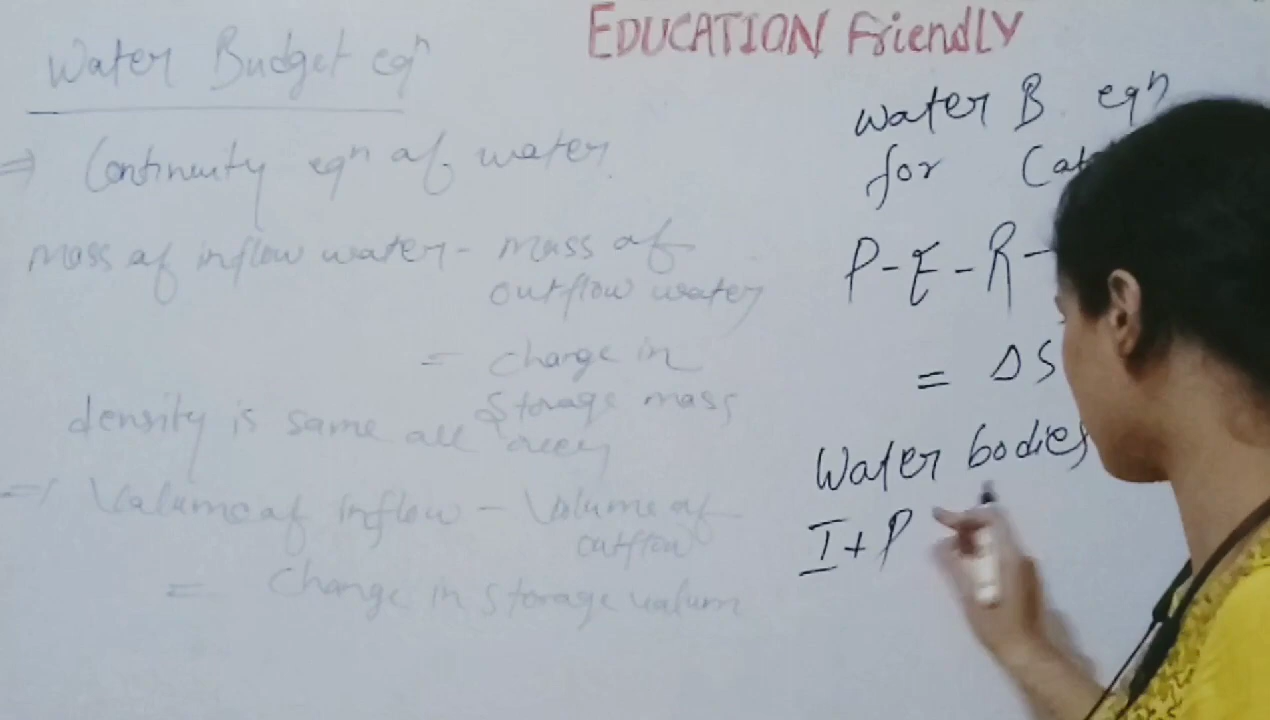 EDUCATION FriendLY
Water Budget eqn
⇒ Continuity eqn of water
mass of inflow water - mass of
outflow water
= change in
storage mass
density is same all over
⇒ Volume of inflow - Volume of
outflow
= Change in storage valum
water B eqn
for
P-E-R-
= ΔS
Water bodies
I+P